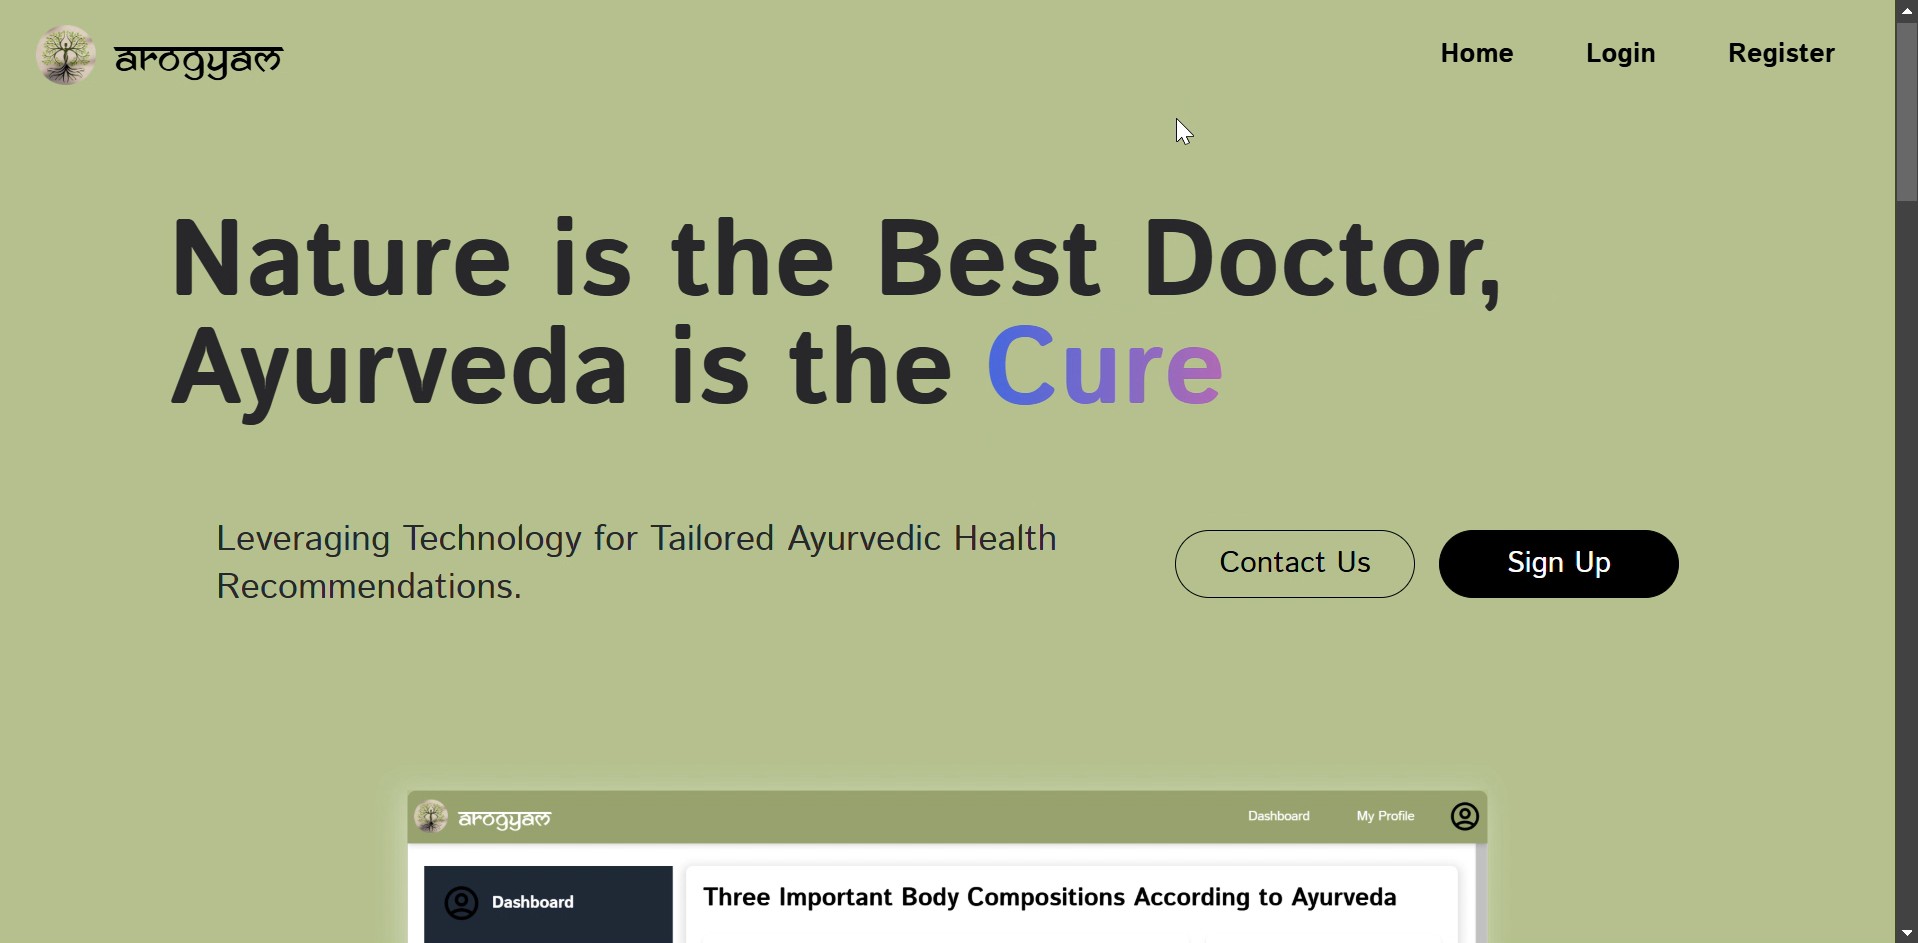 arogyam
Home Login Register
Nature is the Best Doctor,
Ayurveda is the Cure
Leveraging Technology for Tailored Ayurvedic Health
Recommendations.
Contact Us Sign Up
arogyam Dashboard My Profile
Dashboard
Three Important Body Compositions According to Ayurveda